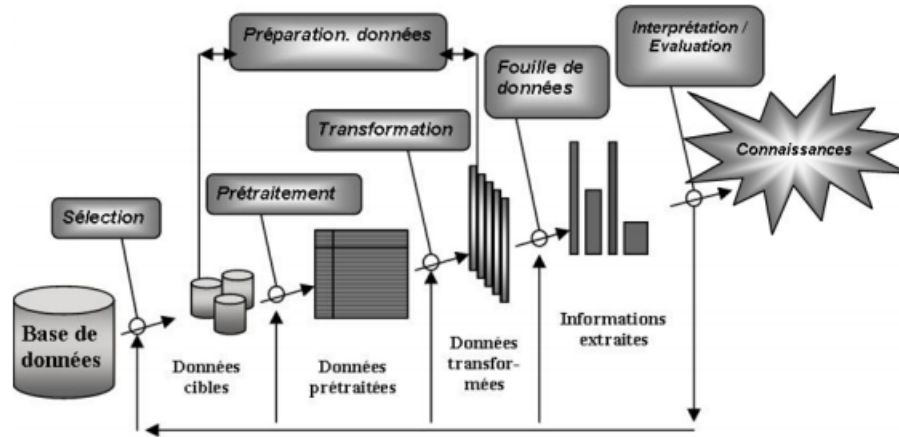 Préparation. données
Interprétation /
Evaluation
Fouille de
données
Transformation
Connaissances
Prétraitement
Sélection
Base de
données
Données
cibles
Données
prétraitées
Données
transfor-
mées
Informations
extraites